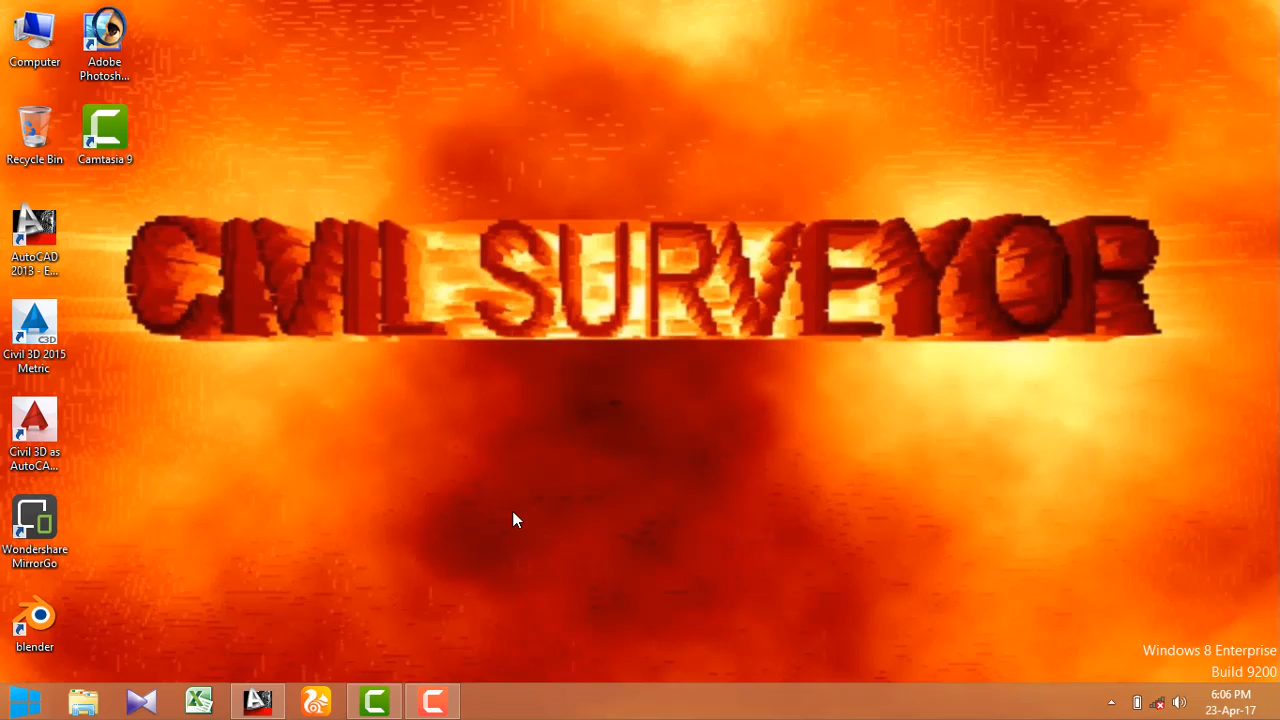 Computer
Adobe
Photosh...
Recycle Bin
Camtasia 9
CIVIL SURVEYOR
AutoCAD
2013 - E...
C3D
Civil 3D 2015
Metric
Civil 3D as
AutoCA...
Wondershare
MirrorGo
blender
Windows 8 Enterprise
Build 9200
6:06 PM
23-Apr-17